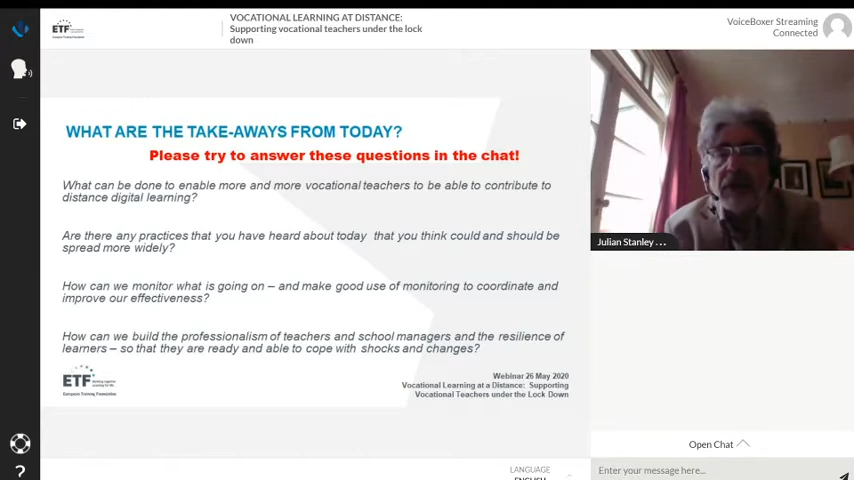 VOCATIONAL LEARNING AT DISTANCE:
Supporting vocational teachers under the lock
down
ETF
VoiceBoxer Streaming
Connected
WHAT ARE THE TAKE-AWAYS FROM TODAY?
Please try to answer these questions in the chat!
What can be done to enable more and more vocational teachers to be able to contribute to
distance digital learning?
Are there any practices that you have heard about today that you think could and should be
spread more widely?
How can we monitor what is going on – and make good use of monitoring to coordinate and
improve our effectiveness?
How can we build the professionalism of teachers and school managers and the resilience of
learners – so that they are ready and able to cope with shocks and changes?
ETF
European Training Foundation
Webinar 26 May 2020
Vocational Learning at a Distance: Supporting
Vocational Teachers under the Lock Down
Julian Stanley ...
Open Chat
Enter your message here...
LANGUAGE
ENGLISH
?